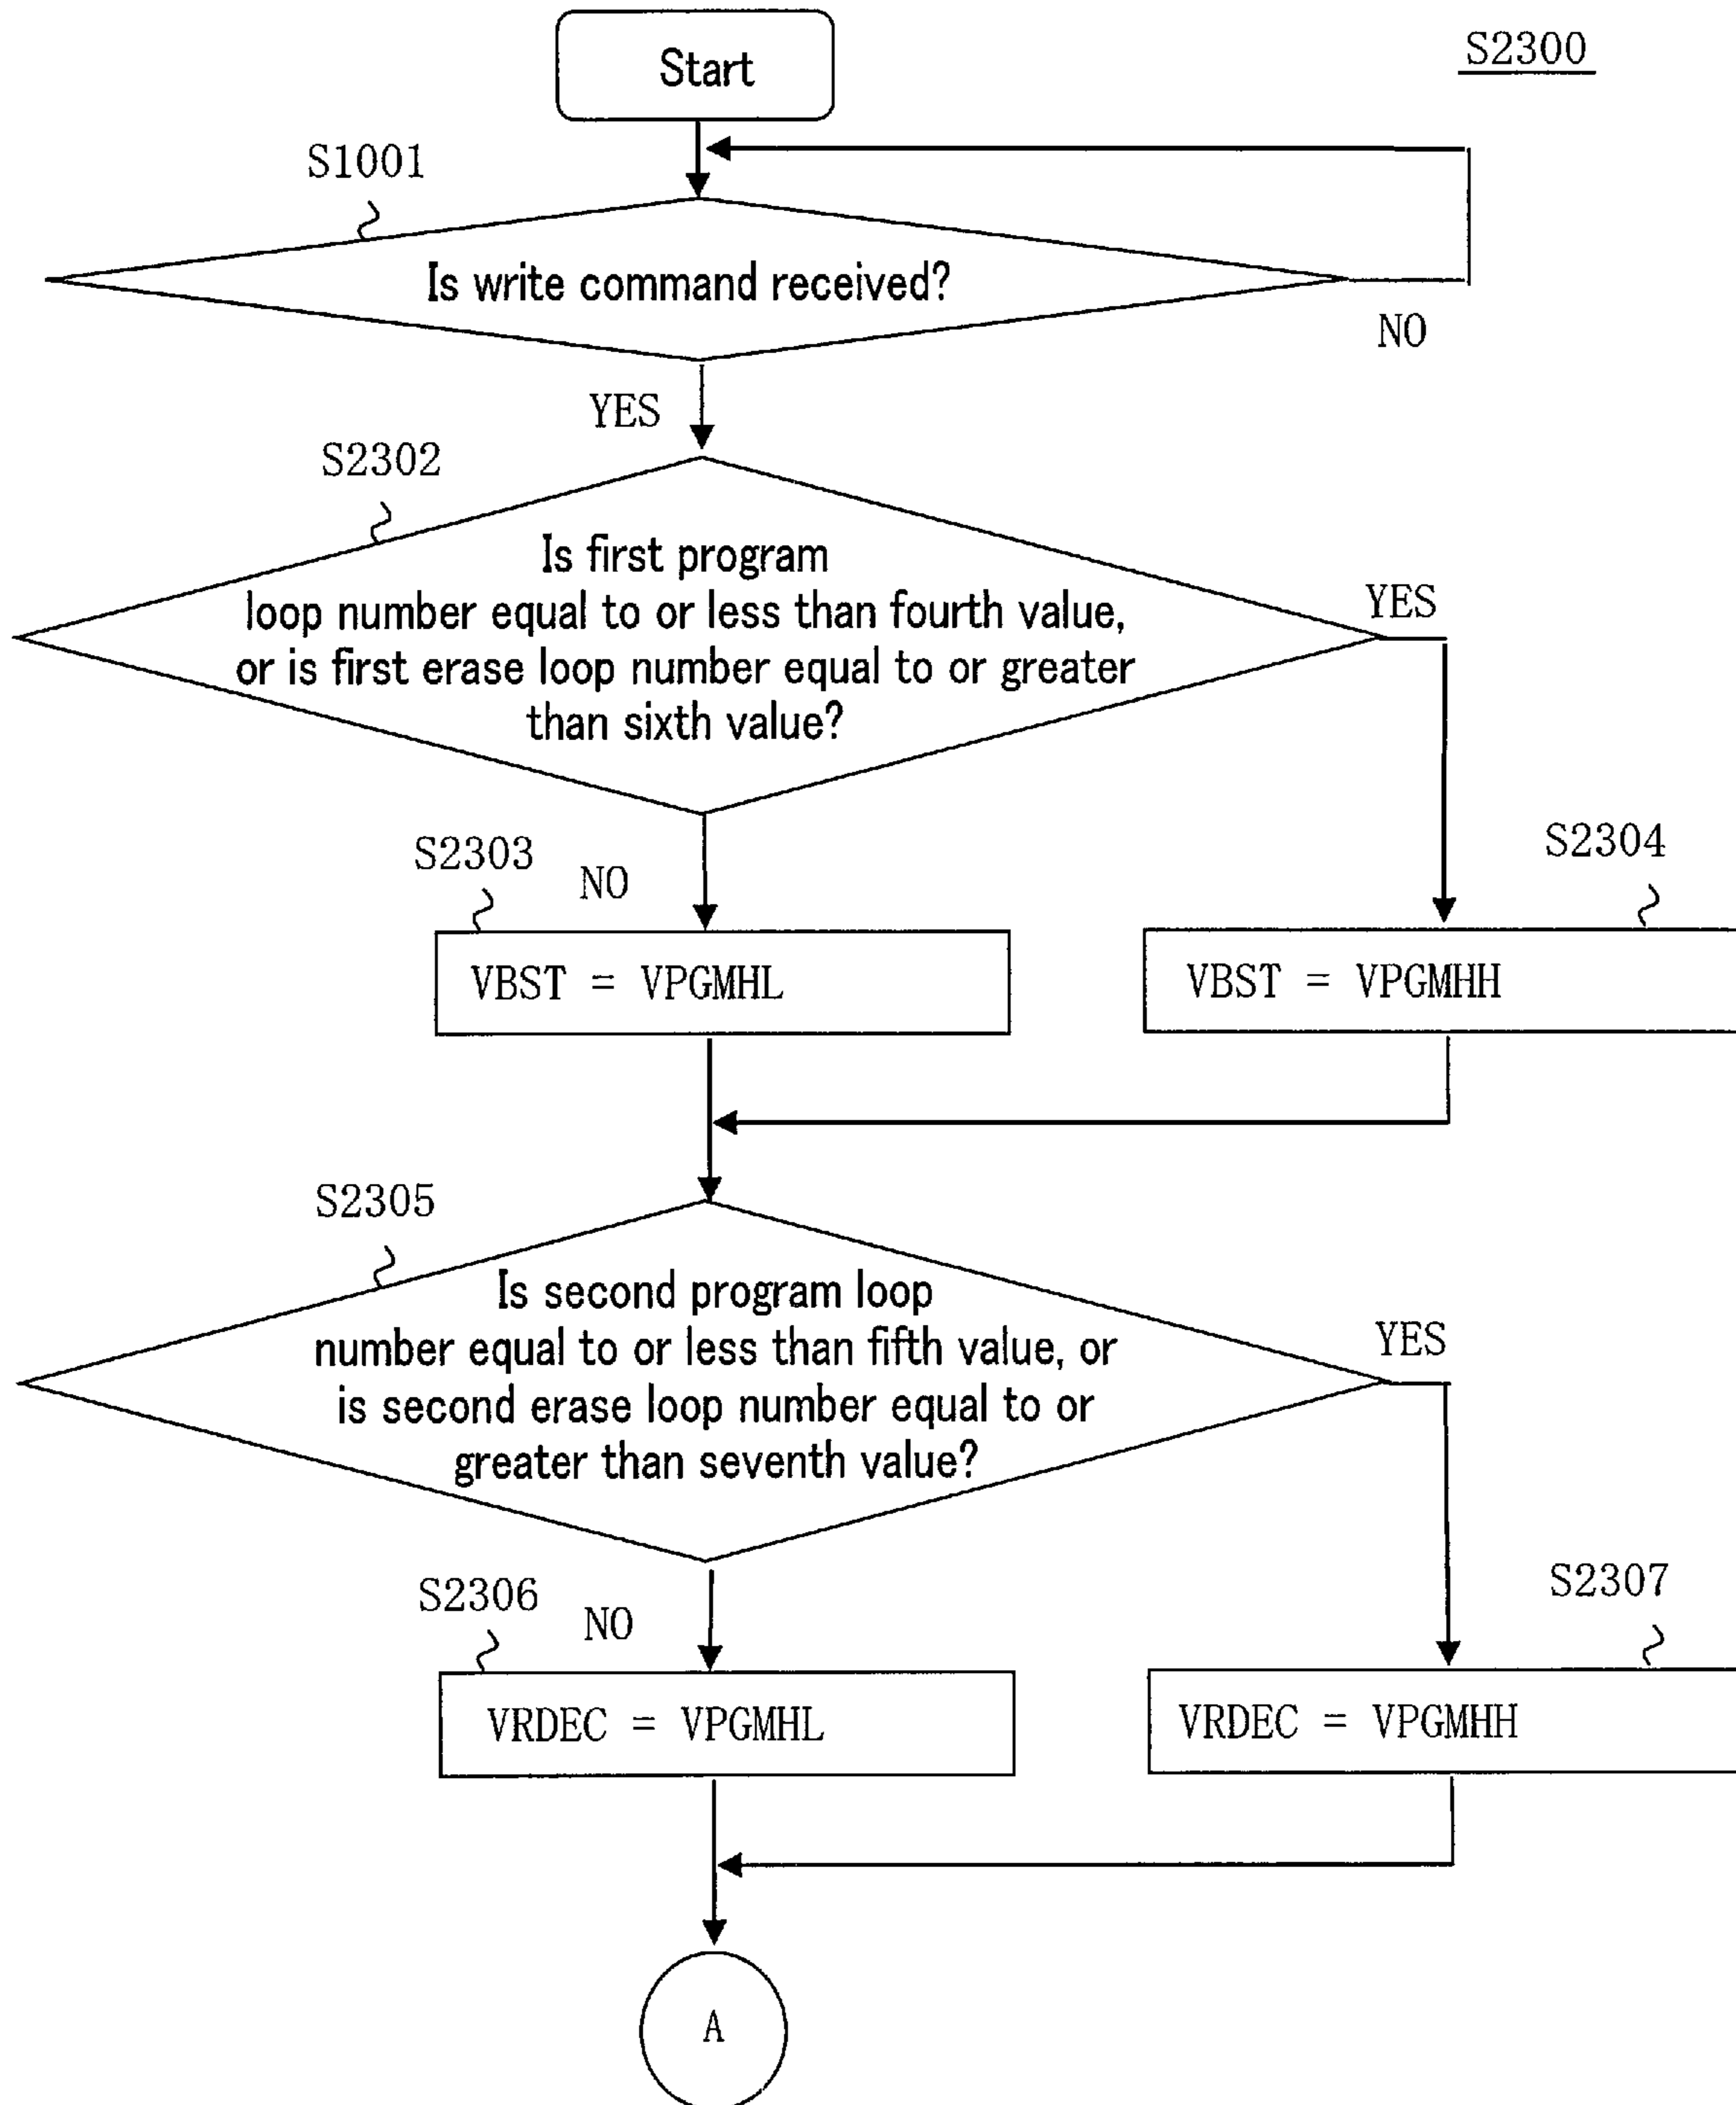 S2300
Start
S1001
Is write command received?
NO
YES
S2302
Is first program
loop number equal to or less than fourth value,
or is first erase loop number equal to or greater
than sixth value?
YES
S2303
NO
S2304
VBST = VPGMHL
VBST = VPGMHH
S2305
Is second program loop
number equal to or less than fifth value, or
is second erase loop number equal to or
greater than seventh value?
YES
S2306
NO
S2307
VRDEC = VPGMHL
VRDEC = VPGMHH
A